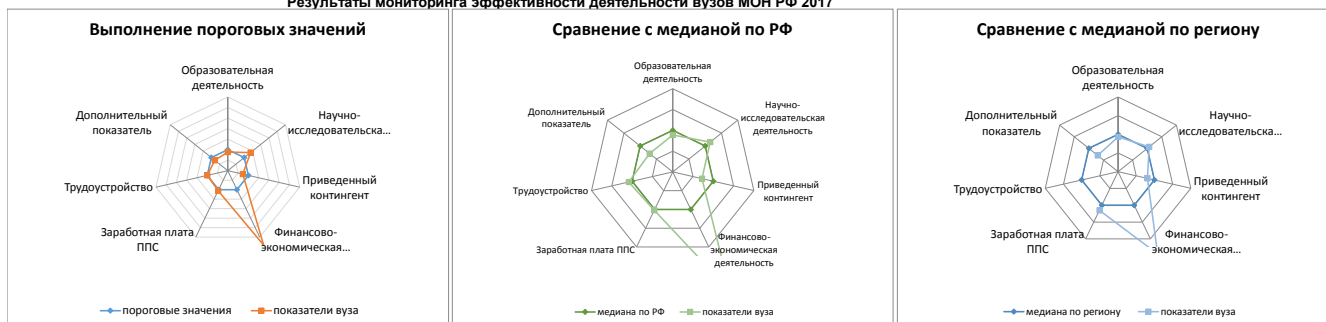 Результаты мониторинга эффективности деятельности вузов МОН РФ 2017
Выполнение пороговых значений
Образовательная
деятельность
Научно-
исследовательска...
Приведенный
контингент
Финансово-
экономическая...
Заработная плата
ППС
Трудоустройство
Дополнительный
показатель
пороговые значения
показатели вуза
Сравнение с медианой по РФ
Образовательная
деятельность
Научно-
исследовательская
деятельность
Приведенный
контингент
Финансово-
экономическая
деятельность
Заработная плата ППС
Трудоустройство
Дополнительный
показатель
медиана по РФ
показатели вуза
Сравнение с медианой по региону
Образовательная
деятельность
Научно-
исследовательска...
Приведенный
контингент
Финансово-
экономическая...
Заработная плата
ППС
Трудоустройство
Дополнительный
показатель
медиана по региону
показатели вуза